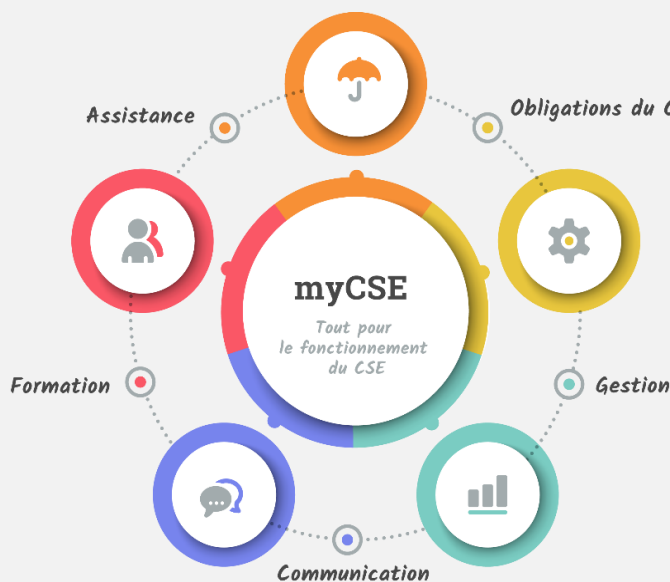 Assistance
Obligations du
myCSE
Tout pour
le fonctionnement
du CSE
Formation
Gestion
Communication